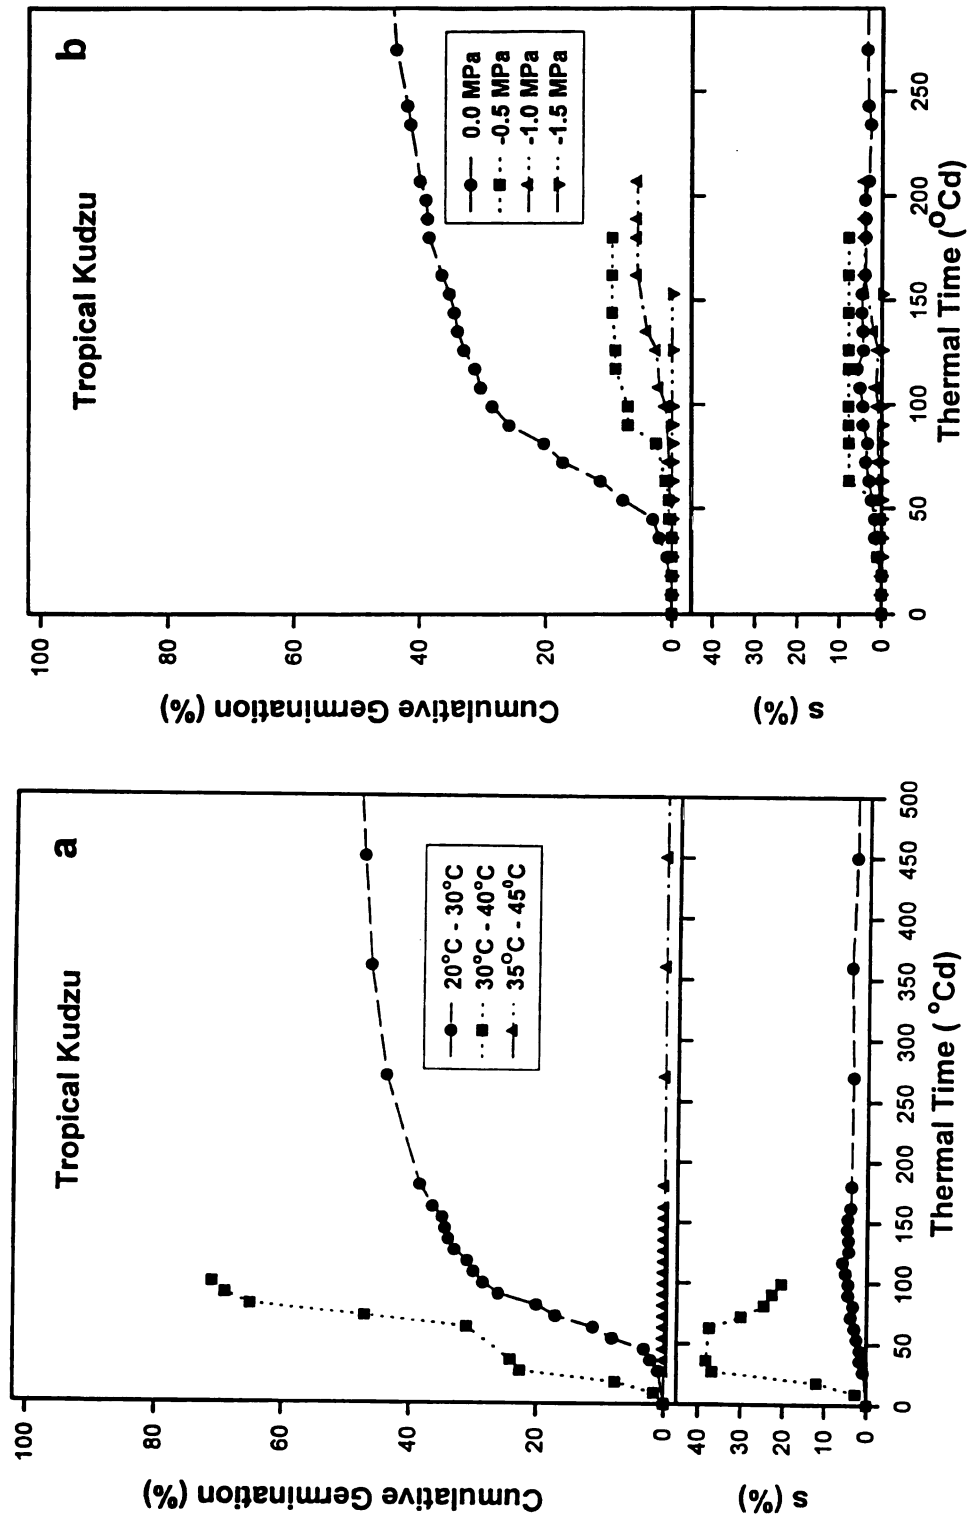 Tropical Kudzu
a
20°C - 30°C
30°C - 40°C
35°C - 45°C
Cumulative Germination (%)
100
80
60
40
20
0
s (%)
40
30
20
10
0
0 50 100 150 200 250 300 350 400 450 500
Thermal Time ( °Cd)
Tropical Kudzu
b
0.0 MPa
-0.5 MPa
-1.0 MPa
-1.5 MPa
Cumulative Germination (%)
100
80
60
40
20
0
s (%)
40
30
20
10
0
0 50 100 150 200 250
Thermal Time (°Cd)